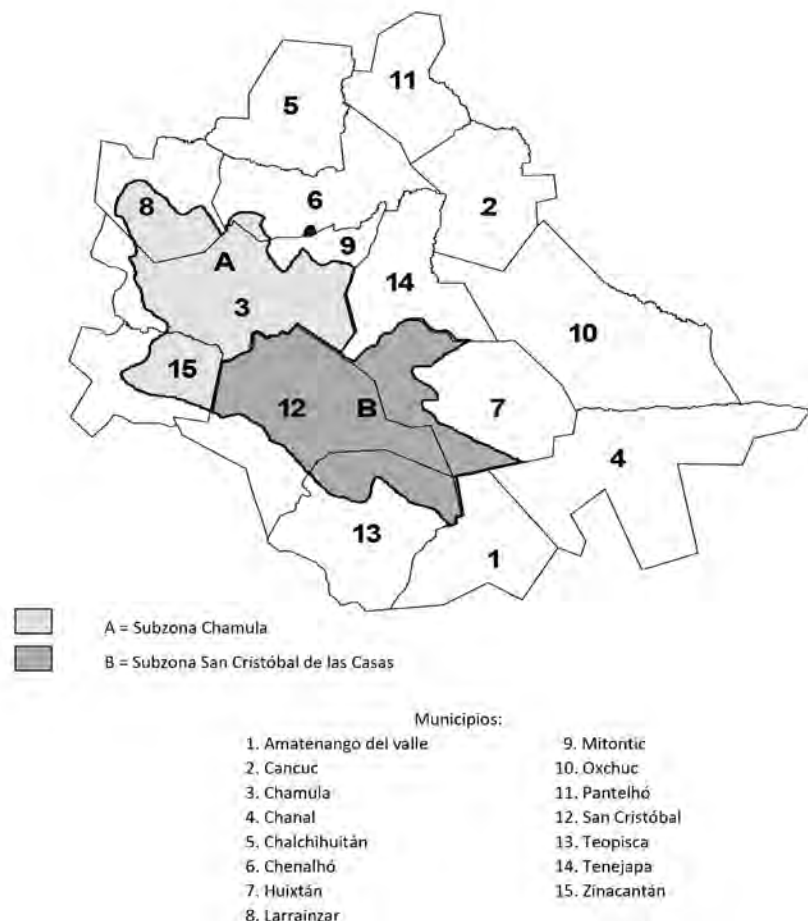 11
5
6
2
8
9
A
14
3
10
15
12
B
7
4
13
1
A = Subzona Chamula
B = Subzona San Cristóbal de las Casas
Municipios:
1. Amatenango del valle
2. Cancuc
3. Chamula
4. Chanal
5. Chalchihuitán
6. Chenalhó
7. Huixtán
8. Larrainzar
9. Mitontic
10. Oxchuc
11. Pantelhó
12. San Cristóbal
13. Teopisca
14. Tenejapa
15. Zinacantán